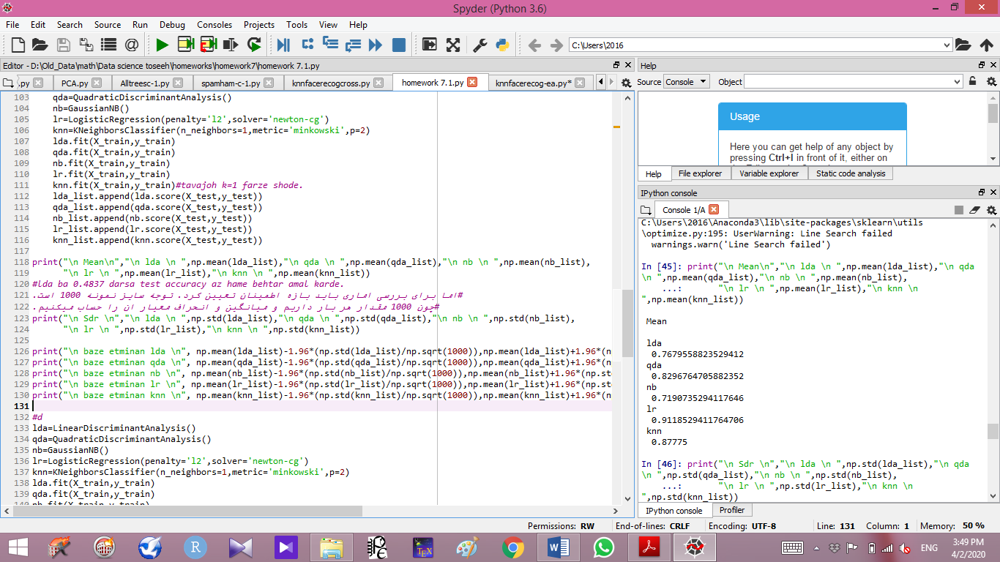 Spyder (Python 3.6)
File Edit Search Source Run Debug Consoles Projects Tools View Help
C:\Users\2016
Editor - D:\Old_Data\math\Data science toseeh\homeworks\homework7\homework 7.1.py
.py PCA.py Alltreesc-1.py spamham-c-1.py knnfacerecogcross.py homework 7.1.py knnfacerecog-ea.py*
103 qda=QuadraticDiscriminantAnalysis()
104 nb=GaussianNB()
105 lr=LogisticRegression(penalty='l2',solver='newton-cg')
106 knn=KNeighborsClassifier(n_neighbors=1,metric='minkowski',p=2)
107 lda.fit(X_train,y_train)
108 qda.fit(X_train,y_train)
109 nb.fit(X_train,y_train)
110 lr.fit(X_train,y_train)
111 knn.fit(X_train,y_train)#tavajoh k=1 farze shode.
112 lda_list.append(lda.score(X_test,y_test))
113 qda_list.append(qda.score(X_test,y_test))
114 nb_list.append(nb.score(X_test,y_test))
115 lr_list.append(lr.score(X_test,y_test))
116 knn_list.append(knn.score(X_test,y_test))
117
118 print("\n Mean\n","\n lda \n ",np.mean(lda_list),"\n qda \n ",np.mean(qda_list),"\n nb \n ",np.mean(nb_list),
119 "\n lr \n ",np.mean(lr_list),"\n knn \n ",np.mean(knn_list))
120 #lda ba 0.4837 darsa test accuracy az hame behtar amal karde.
121 #اما برای بررسی اماری باید بازه اطمینان تعیین کرد. توجه سایز نمونه 1000 است.
122 #چون 1000 مقدار هر بار داریم و میانگین و انحراف معیار ان را حساب میکنیم.
123 print("\n Sdr \n","\n lda \n ",np.std(lda_list),"\n qda \n ",np.std(qda_list),"\n nb \n ",np.std(nb_list),
124 "\n lr \n ",np.std(lr_list),"\n knn \n ",np.std(knn_list))
125
126 print("\n baze etminan lda \n", np.mean(lda_list)-1.96*(np.std(lda_list)/np.sqrt(1000)),np.mean(lda_list)+1.96*(n
127 print("\n baze etminan qda \n", np.mean(qda_list)-1.96*(np.std(qda_list)/np.sqrt(1000)),np.mean(qda_list)+1.96*(n
128 print("\n baze etminan nb \n", np.mean(nb_list)-1.96*(np.std(nb_list)/np.sqrt(1000)),np.mean(nb_list)+1.96*(np.st
129 print("\n baze etminan lr \n", np.mean(lr_list)-1.96*(np.std(lr_list)/np.sqrt(1000)),np.mean(lr_list)+1.96*(np.st
130 print("\n baze etminan knn \n", np.mean(knn_list)-1.96*(np.std(knn_list)/np.sqrt(1000)),np.mean(knn_list)+1.96*(n
131
132 #d
133 lda=LinearDiscriminantAnalysis()
134 qda=QuadraticDiscriminantAnalysis()
135 nb=GaussianNB()
136 lr=LogisticRegression(penalty='l2',solver='newton-cg')
137 knn=KNeighborsClassifier(n_neighbors=1,metric='minkowski',p=2)
138 lda.fit(X_train,y_train)
139 qda.fit(X_train,y_train)
140 nb.fit(X_train,y_train)
Help
Source Console Object
Usage
Here you can get help of any object by
pressing Ctrl+I in front of it, either on
Help File explorer Variable explorer Static code analysis
IPython console
Console 1/A
C:\Users\2016\Anaconda3\lib\site-packages\sklearn\utils
\optimize.py:195: UserWarning: Line Search failed
warnings.warn('Line Search failed')
In [45]: print("\n Mean\n","\n lda \n ",np.mean(lda_list),"\n qda
\n ",np.mean(qda_list),"\n nb \n ",np.mean(nb_list),
...: "\n lr \n ",np.mean(lr_list),"\n knn \n
",np.mean(knn_list))
Mean
lda
0.7679558823529412
qda
0.8296764705882352
nb
0.7190735294117646
lr
0.9118529411764706
knn
0.87775
In [46]: print("\n Sdr \n","\n lda \n ",np.std(lda_list),"\n qda
\n ",np.std(qda_list),"\n nb \n ",np.std(nb_list),
...: "\n lr \n ",np.std(lr_list),"\n knn \n
",np.std(knn_list))
IPython console Profiler
Permissions: RW End-of-lines: CRLF Encoding: UTF-8 Line: 131 Column: 1 Memory: 50 %
ENG
3:49 PM
4/2/2020